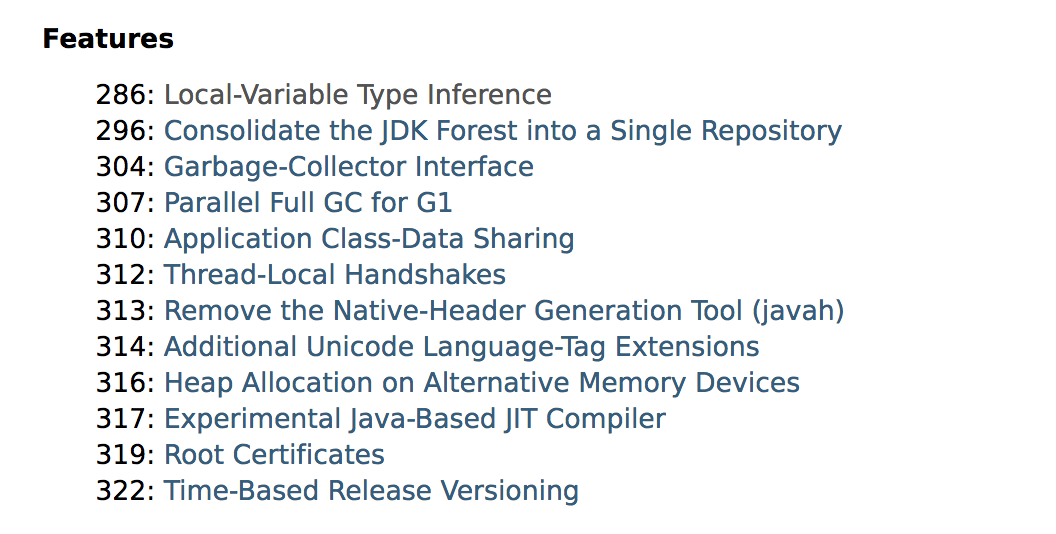 Features
286: Local-Variable Type Inference
296: Consolidate the JDK Forest into a Single Repository
304: Garbage-Collector Interface
307: Parallel Full GC for G1
310: Application Class-Data Sharing
312: Thread-Local Handshakes
313: Remove the Native-Header Generation Tool (javah)
314: Additional Unicode Language-Tag Extensions
316: Heap Allocation on Alternative Memory Devices
317: Experimental Java-Based JIT Compiler
319: Root Certificates
322: Time-Based Release Versioning